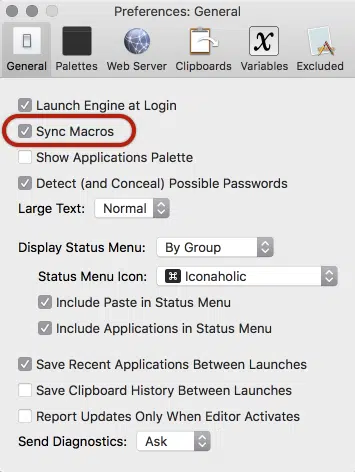 Preferences: General
General Palettes Web Server Clipboards Variables Excluded
Launch Engine at Login
Sync Macros
Show Applications Palette
Detect (and Conceal) Possible Passwords
Large Text: Normal
Display Status Menu: By Group
Status Menu Icon: ⌘ Iconaholic
Include Paste in Status Menu
Include Applications in Status Menu
Save Recent Applications Between Launches
Save Clipboard History Between Launches
Report Updates Only When Editor Activates
Send Diagnostics: Ask